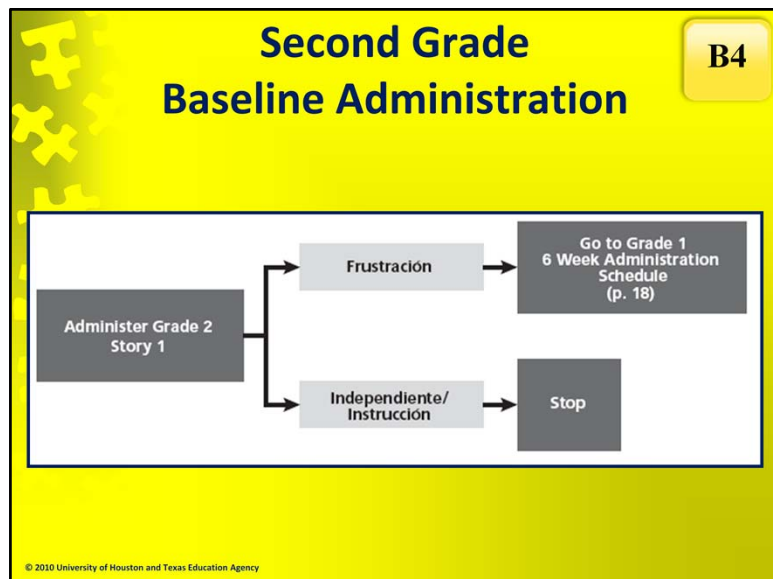 Second Grade
Baseline Administration
B4
Administer Grade 2
Story 1
Frustración
Go to Grade 1
6 Week Administration
Schedule
(p. 18)
Independiente/
Instrucción
Stop
© 2010 University of Houston and Texas Education Agency